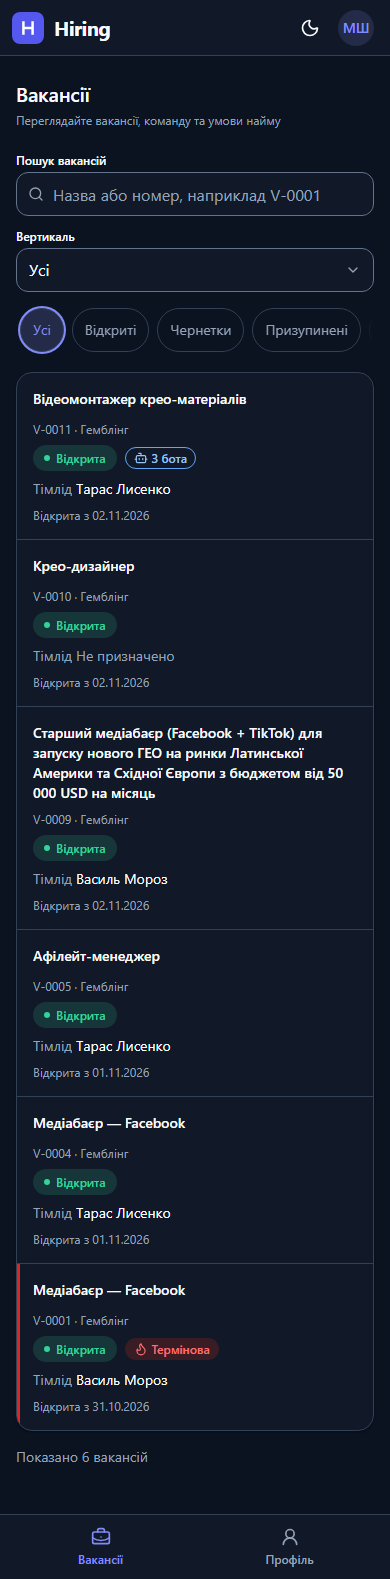 H Hiring МШ
Вакансії
Переглядайте вакансії, команду та умови найму
Пошук вакансій
Назва або номер, наприклад V-0001
Вертикаль
Усі
Усі Відкриті Чернетки Призупинені
Відеомонтажер крео-матеріалів
V-0011 · Гемблінг
Відкрита З бота
Тімлід Тарас Лисенко
Відкрита з 02.11.2026
Крео-дизайнер
V-0010 · Гемблінг
Відкрита
Тімлід Не призначено
Відкрита з 02.11.2026
Старший медіабаєр (Facebook + TikTok) для
запуску нового ГЕО на ринки Латинської
Америки та Східної Європи з бюджетом від 50
000 USD на місяць
V-0009 · Гемблінг
Відкрита
Тімлід Василь Мороз
Відкрита з 02.11.2026
Афілейт-менеджер
V-0005 · Гемблінг
Відкрита
Тімлід Тарас Лисенко
Відкрита з 01.11.2026
Медіабаєр — Facebook
V-0004 · Гемблінг
Відкрита
Тімлід Тарас Лисенко
Відкрита з 01.11.2026
Медіабаєр — Facebook
V-0001 · Гемблінг
Відкрита Термінова
Тімлід Василь Мороз
Відкрита з 31.10.2026
Показано 6 вакансій
Вакансії Профіль